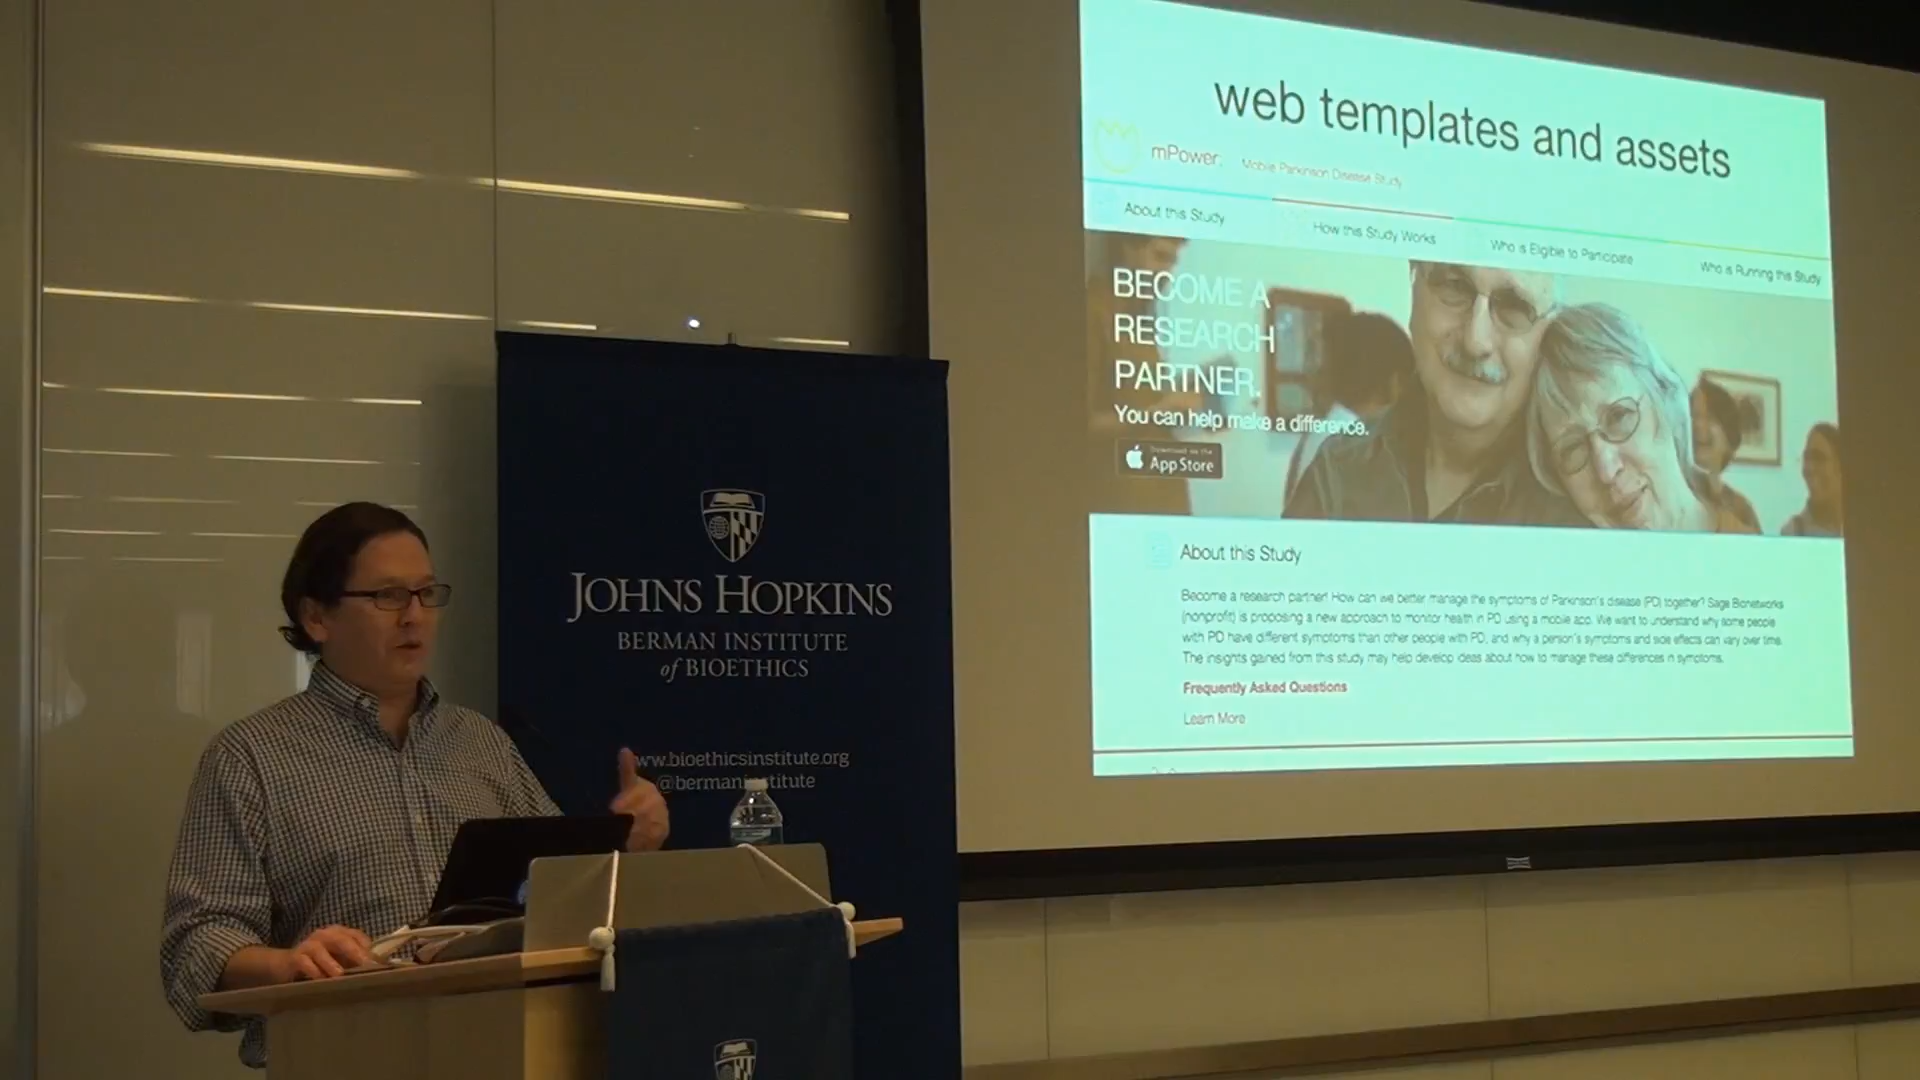 web templates and assets
mPower: Mobile Parkinson Disease Study
About this Study
How this Study Works
Who is Eligible to Participate
Who is Running this Study
BECOME A
RESEARCH
PARTNER.
You can help make a difference.
Download on the
App Store
About this Study
Become a research partner! How can we better manage the symptoms of Parkinson's disease (PD) together? Sage Bionetworks
(nonprofit) is proposing a new approach to monitor health in PD using a mobile app. We want to understand why some people
with PD have different symptoms than other people with PD, and why a person's symptoms and side effects can vary over time.
The insights gained from this study may help develop ideas about how to manage these differences in symptoms.
Frequently Asked Questions
Learn More
JOHNS HOPKINS
BERMAN INSTITUTE
of BIOETHICS
www.bioethicsinstitute.org
@bermaninstitute